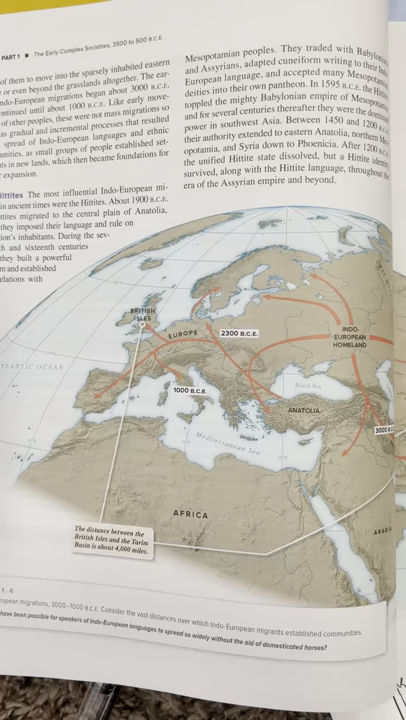 PART 1 ■ The Early Complex Societies, 3500 to 500 B.C.E.
of them to move into the sparsely inhabited eastern
or even beyond the grasslands altogether. The ear-
ndo-European migrations began about 3000 B.C.E.
ontinued until about 1000 B.C.E. Like early move-
of other peoples, these were not mass migrations so
as gradual and incremental processes that resulted
spread of Indo-European languages and ethnic
unities, as small groups of people established set-
ts in new lands, which then became foundations for
expansion.
Hittites The most influential Indo-European mi-
in ancient times were the Hittites. About 1900 B.C.E.
ttites migrated to the central plain of Anatolia,
they imposed their language and rule on
ion's inhabitants. During the sev-
h and sixteenth centuries
they built a powerful
m and established
elations with
Mesopotamian peoples. They traded with Babylon
and Assyrians, adapted cuneiform writing to their Indo
European language, and accepted many Mesopotam
deities into their own pantheon. In 1595 B.C.E. the Hittites
toppled the mighty Babylonian empire of Mesopotam
and for several centuries thereafter they were the domin
power in southwest Asia. Between 1450 and 1200 B.C.E.
their authority extended to eastern Anatolia, northern Mes
opotamia, and Syria down to Phoenicia. After 1200 B.C.E.
the unified Hittite state dissolved, but a Hittite identity
survived, along with the Hittite language, throughout the
era of the Assyrian empire and beyond.
BRITISH
ISLES
EUROPE
2300 B.C.E.
INDO-
EUROPEAN
HOMELAND
ATLANTIC OCEAN
1000 B.C.E.
Black Sea
ANATOLIA
3000 B.C
Mediterranean Sea
AFRICA
ARABIA
The distance between the
British Isles and the Tarim
Basin is about 4,000 miles.
1.4
ropean migrations, 3000–1000 B.C.E. Consider the vast distances over which Indo-European migrants established communities.
have been possible for speakers of Indo-European languages to spread so widely without the aid of domesticated horses?